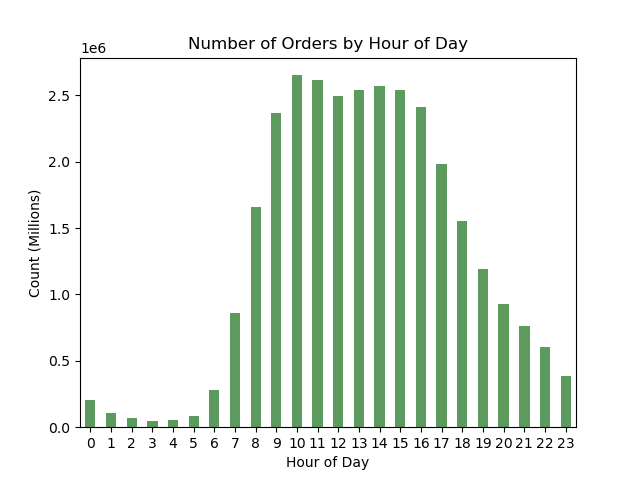 Number of Orders by Hour of Day
1e6
2.5
2.0
1.5
1.0
0.5
0.0
Count (Millions)
0 1 2 3 4 5 6 7 8 9 10 11 12 13 14 15 16 17 18 19 20 21 22 23
Hour of Day